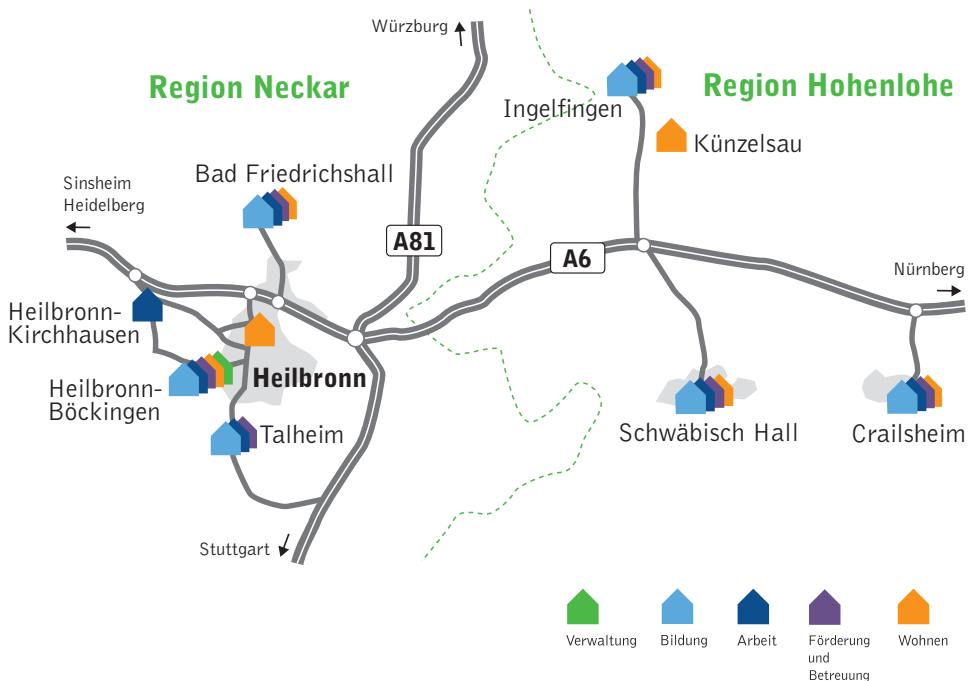 Würzburg
Region Neckar
Region Hohenlohe
Ingelfingen
Künzelsau
Bad Friedrichshall
Sinsheim
Heidelberg
A81
A6
Nürnberg
Heilbronn-
Kirchhausen
Heilbronn
Heilbronn-
Böckingen
Talheim
Schwäbisch Hall
Crailsheim
Stuttgart
Verwaltung
Bildung
Arbeit
Förderung
und
Betreuung
Wohnen